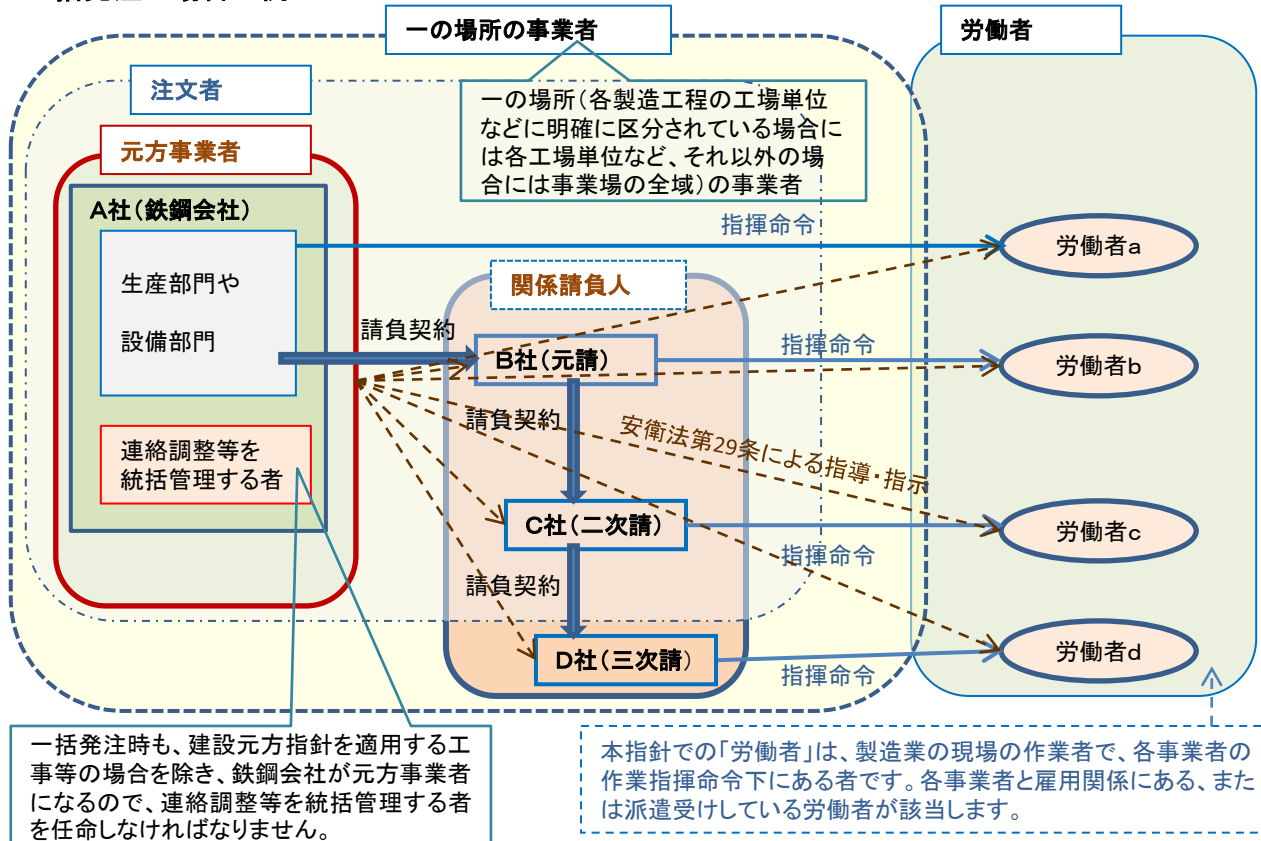 一の場所の事業者
労働者
注文者
一の場所(各製造工程の工場単位
などに明確に区分されている場合に
は各工場単位など、それ以外の場
合には事業場の全域)の事業者
元方事業者
A社(鉄鋼会社)
指揮命令
労働者a
生産部門や
設備部門
関係請負人
請負契約
B社(元請)
指揮命令
労働者b
請負契約
安衛法第29条による指導・指示
連絡調整等を
統括管理する者
C社(二次請)
労働者c
指揮命令
請負契約
D社(三次請)
労働者d
指揮命令
一括発注時も、建設元方指針を適用する工
事等の場合を除き、鉄鋼会社が元方事業者
になるので、連絡調整等を統括管理する者
を任命しなければなりません。
本指針での「労働者」は、製造業の現場の作業者で、各事業者の
作業指揮命令下にある者です。各事業者と雇用関係にある、また
は派遣受けしている労働者が該当します。